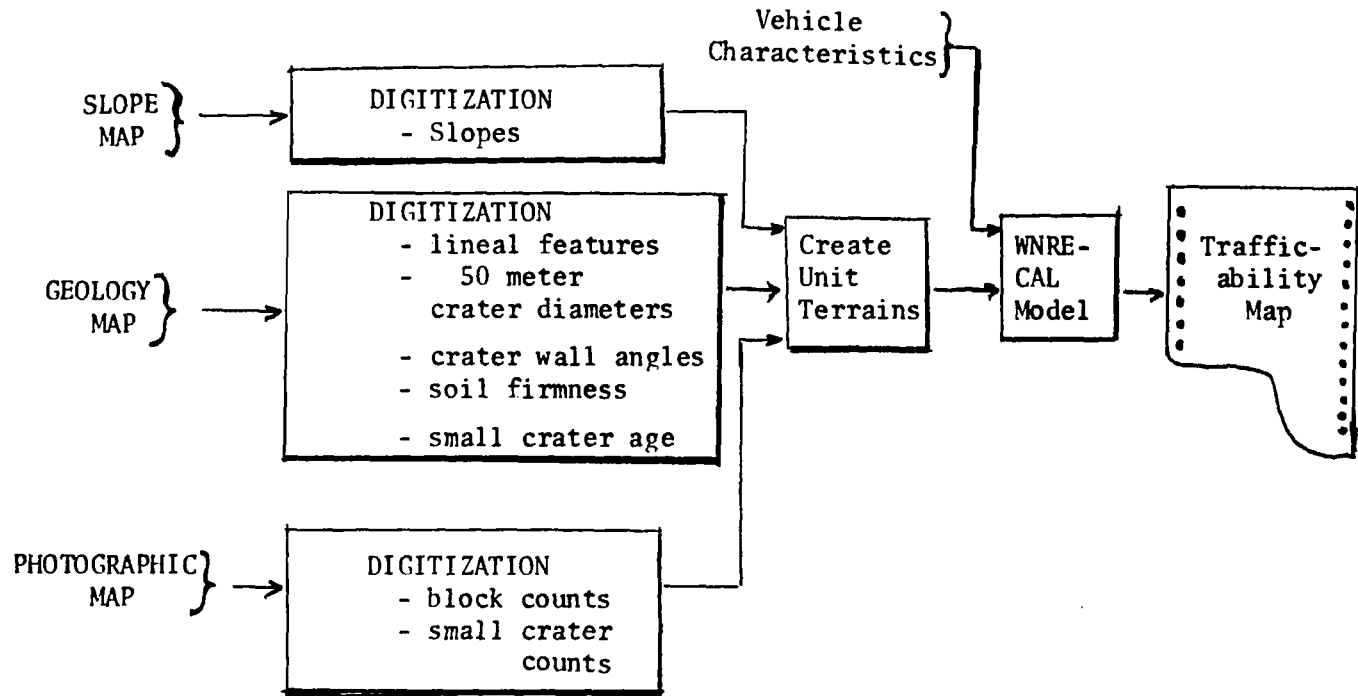 Vehicle
Characteristics
SLOPE
MAP
DIGITIZATION
- Slopes
GEOLOGY
MAP
DIGITIZATION
- lineal features
- 50 meter
crater diameters
- crater wall angles
- soil firmness
- small crater age
PHOTOGRAPHIC
MAP
DIGITIZATION
- block counts
- small crater
counts
Create
Unit
Terrains
WNRE-
CAL
Model
Traffic-
ability
Map